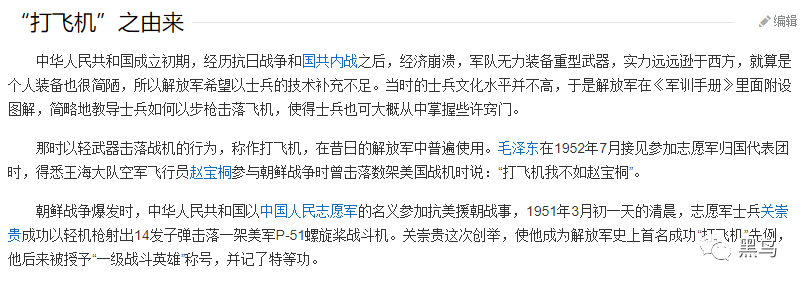 “打飞机”之由来
编辑
中华人民共和国成立初期，经历抗日战争和国共内战之后，经济崩溃，军队无力装备重型武器，实力远远逊于西方，就算是
个人装备也很简陋，所以解放军希望以士兵的技术补充不足。当时的士兵文化水平并不高，于是解放军在《军训手册》里面附设
图解，简略地教导士兵如何以步枪击落飞机，使得士兵也可大概从中掌握些许窍门。
那时以轻武器击落战机的行为，称作打飞机，在昔日的解放军中普遍使用。毛泽东在1952年7月接见参加志愿军归国代表团
时，得悉王海大队空军飞行员赵宝桐参与朝鲜战争时曾击落数架美国战机时说：“打飞机我不如赵宝桐”。
朝鲜战争爆发时，中华人民共和国以中国人民志愿军的名义参加抗美援朝战事，1951年3月初一天的清晨，志愿军士兵关崇
贵成功以轻机枪射出14发子弹击落一架美军P-51螺旋桨战斗机。关崇贵这次创举，使他成为解放军史上首名成功“打飞机”先例，
他后来被授予“一级战斗英雄”称号，并记了特等功。
黑鸟